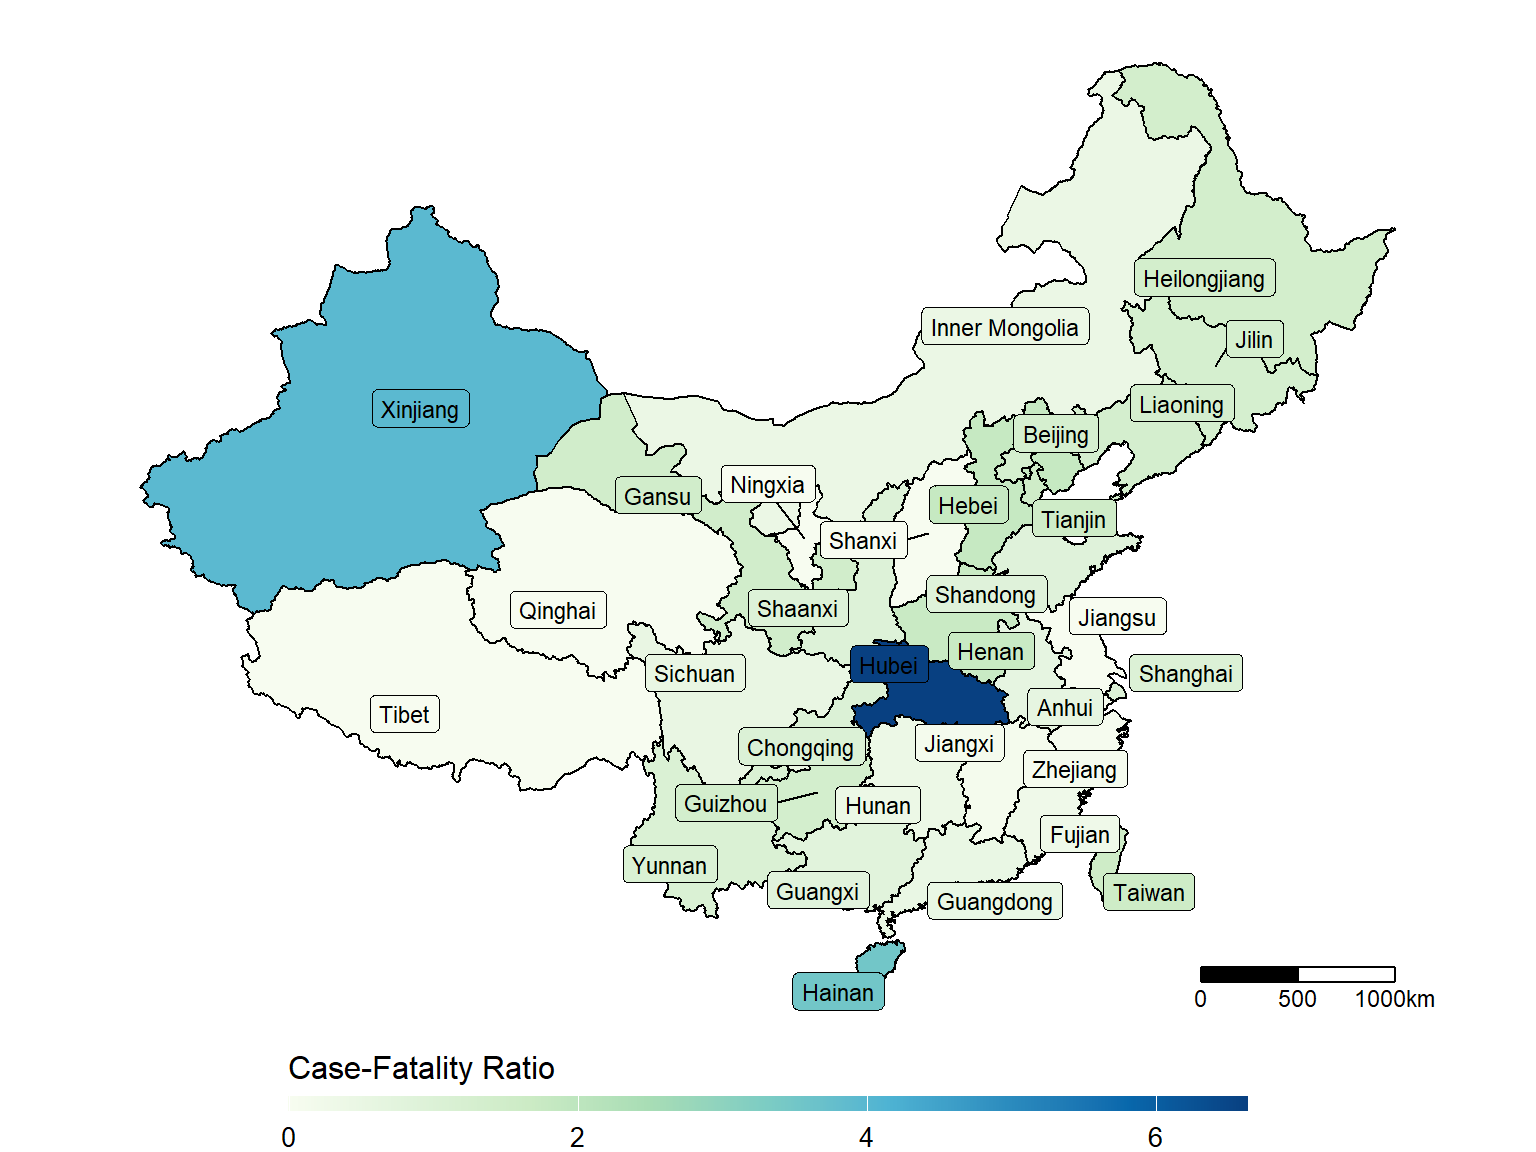 Heilongjiang
Inner Mongolia
Jilin
Xinjiang
Liaoning
Beijing
Ningxia
Gansu
Hebei
Tianjin
Shanxi
Shandong
Shaanxi
Qinghai
Jiangsu
Henan
Hubei
Sichuan
Shanghai
Anhui
Tibet
Jiangxi
Chongqing
Zhejiang
Guizhou
Hunan
Fujian
Yunnan
Guangxi
Taiwan
Guangdong
Hainan
0 500 1000km
Case-Fatality Ratio
0 2 4 6